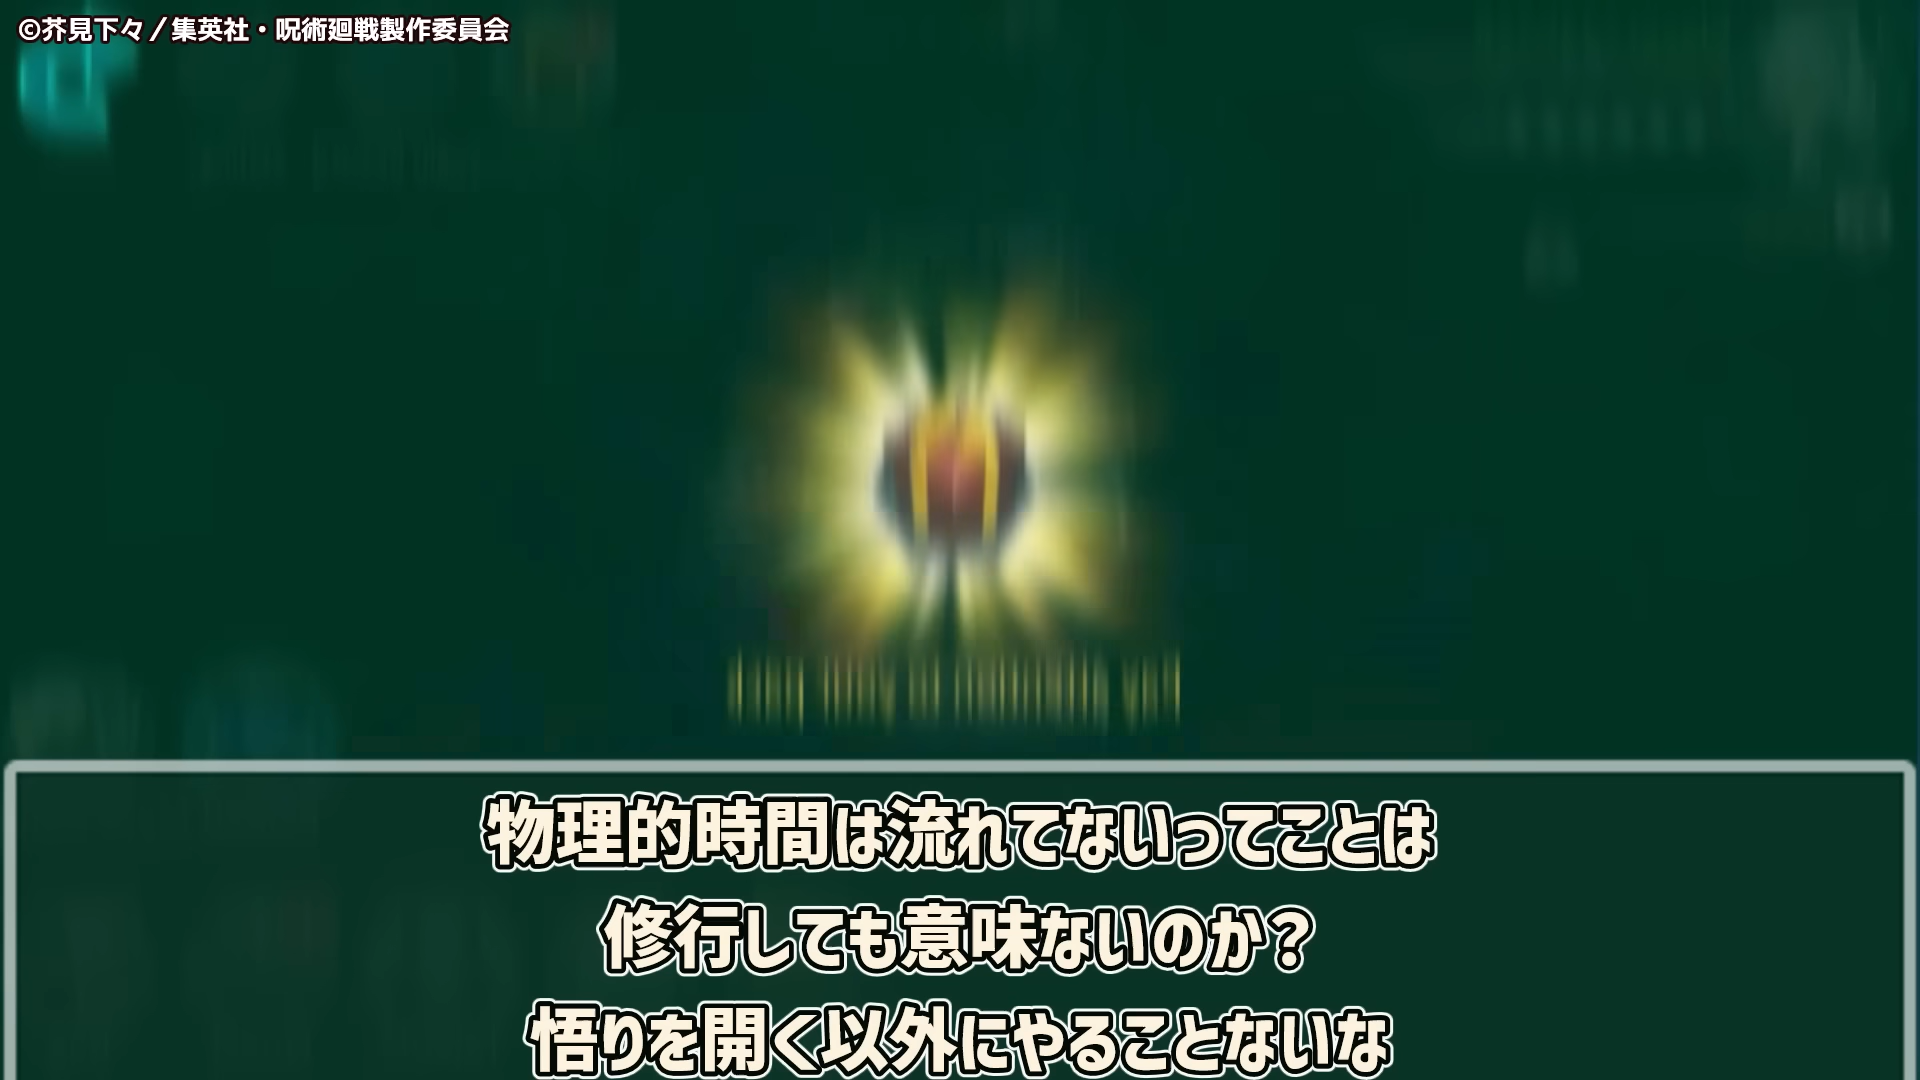 ©芥見下々／集英社・呪術廻戦製作委員会
物理的時間は流れてないってことは
修行しても意味ないのか？
悟りを開く以外にやることないな